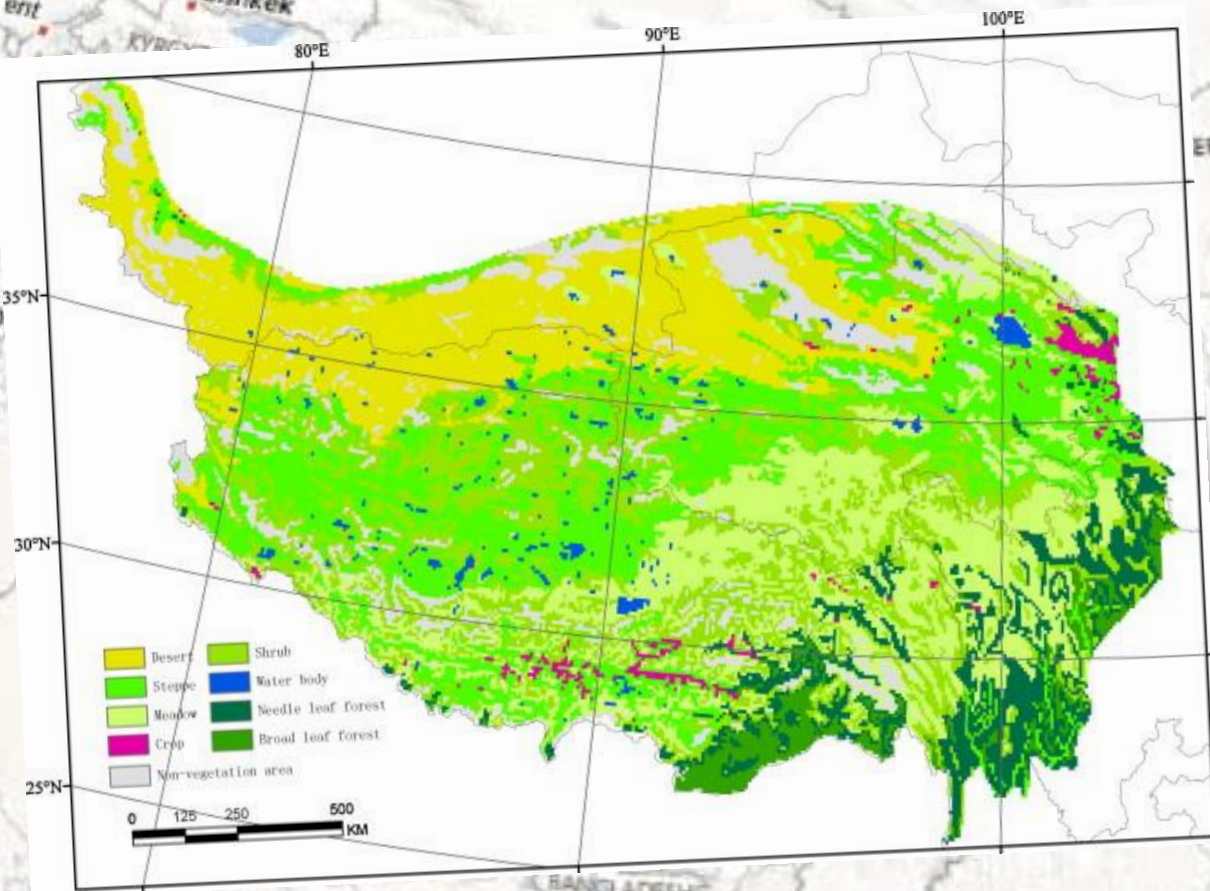 ent
80°E
90°E
100°E
35°N
30°N
25°N
Desert
Shrub
Steppe
Water body
Meadow
Needle leaf forest
Crop
Broad leaf forest
Non-vegetation area
0 125 250 500
KM